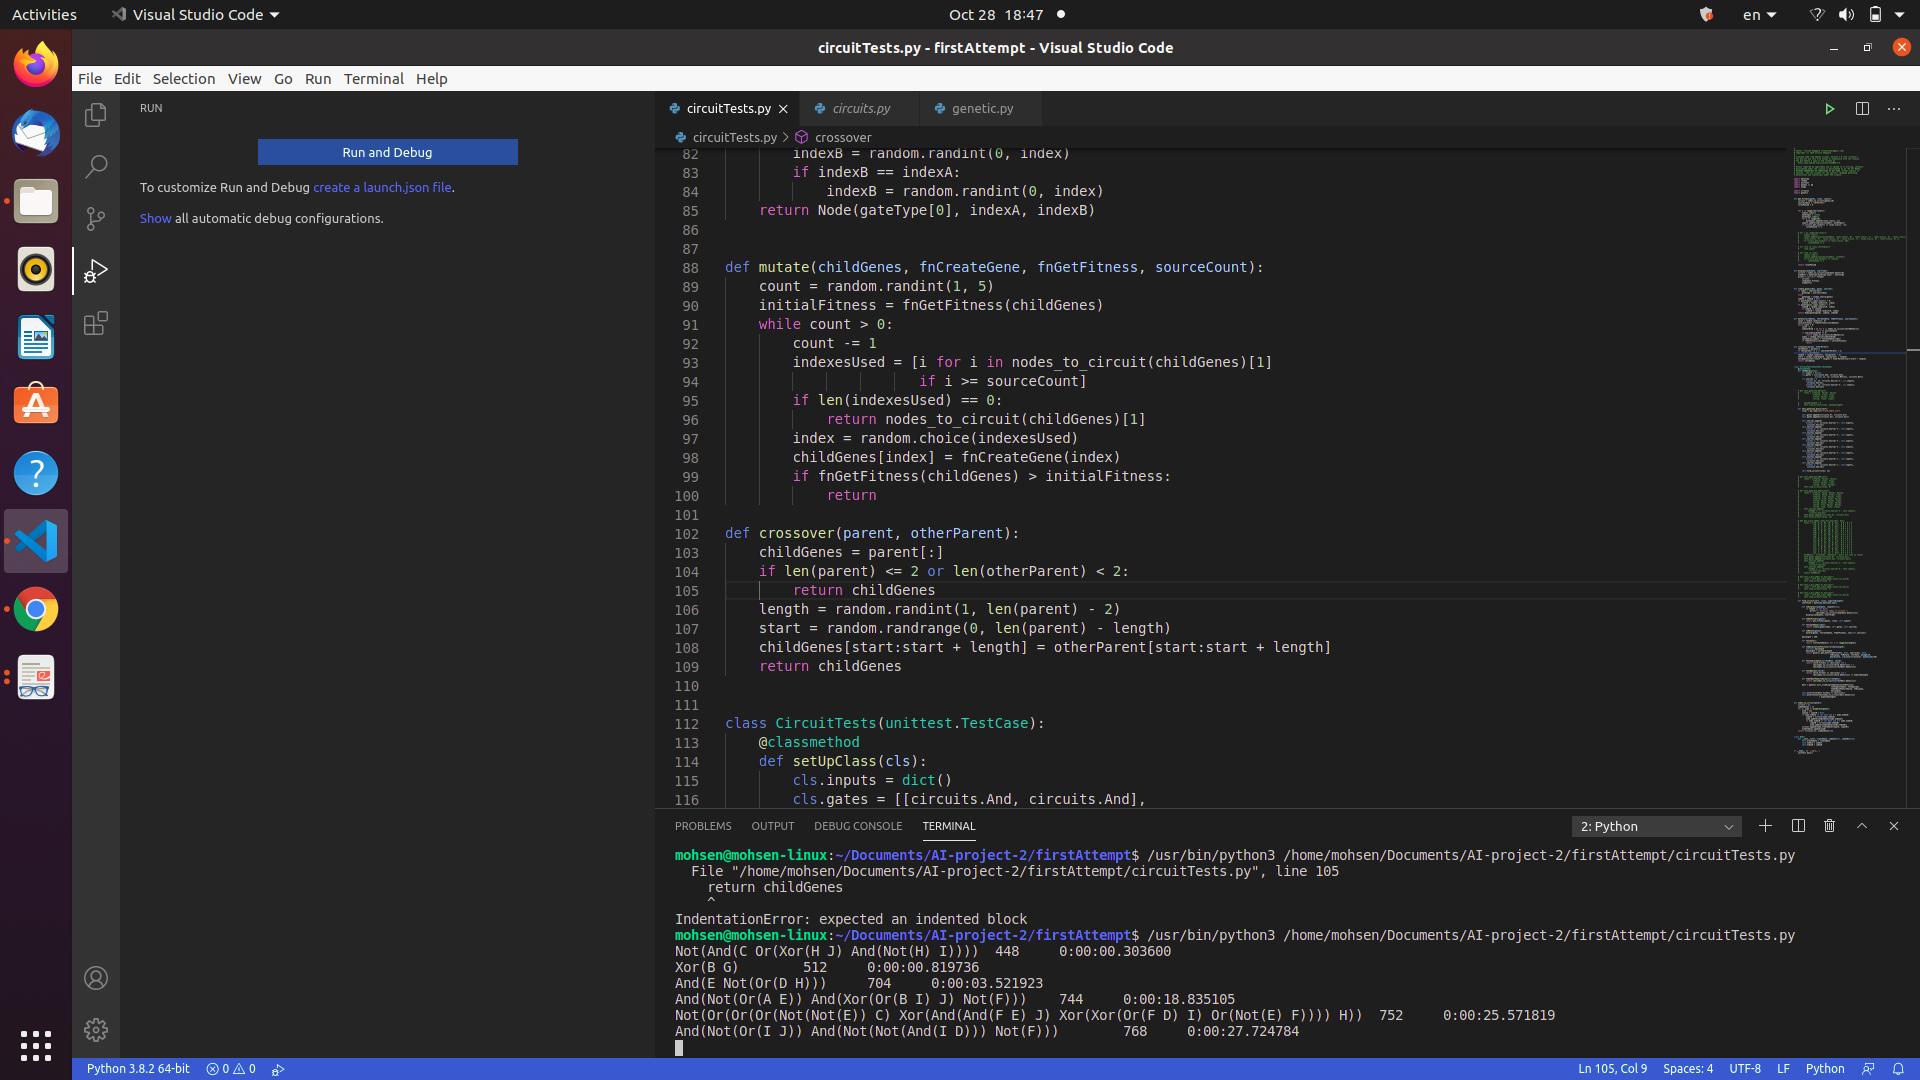 Activities
Visual Studio Code
Oct 28  18:47
en
circuitTests.py - firstAttempt - Visual Studio Code
File Edit Selection View Go Run Terminal Help
RUN
Run and Debug
To customize Run and Debug create a launch.json file.
Show all automatic debug configurations.
circuitTests.py
circuits.py
genetic.py
circuitTests.py > crossover
82         indexB = random.randint(0, index)
83         if indexB == indexA:
84             indexB = random.randint(0, index)
85     return Node(gateType[0], indexA, indexB)
86
87
88 def mutate(childGenes, fnCreateGene, fnGetFitness, sourceCount):
89     count = random.randint(1, 5)
90     initialFitness = fnGetFitness(childGenes)
91     while count > 0:
92         count -= 1
93         indexesUsed = [i for i in nodes_to_circuit(childGenes)[1]
94                        if i >= sourceCount]
95         if len(indexesUsed) == 0:
96             return nodes_to_circuit(childGenes)[1]
97         index = random.choice(indexesUsed)
98         childGenes[index] = fnCreateGene(index)
99         if fnGetFitness(childGenes) > initialFitness:
100             return
101
102 def crossover(parent, otherParent):
103     childGenes = parent[:]
104     if len(parent) <= 2 or len(otherParent) < 2:
105         return childGenes
106     length = random.randint(1, len(parent) - 2)
107     start = random.randrange(0, len(parent) - length)
108     childGenes[start:start + length] = otherParent[start:start + length]
109     return childGenes
110
111
112 class CircuitTests(unittest.TestCase):
113     @classmethod
114     def setUpClass(cls):
115         cls.inputs = dict()
116         cls.gates = [[circuits.And, circuits.And],
PROBLEMS OUTPUT DEBUG CONSOLE TERMINAL
2: Python
mohsen@mohsen-linux:~/Documents/AI-project-2/firstAttempt$ /usr/bin/python3 /home/mohsen/Documents/AI-project-2/firstAttempt/circuitTests.py
  File "/home/mohsen/Documents/AI-project-2/firstAttempt/circuitTests.py", line 105
    return childGenes
    ^
IndentationError: expected an indented block
mohsen@mohsen-linux:~/Documents/AI-project-2/firstAttempt$ /usr/bin/python3 /home/mohsen/Documents/AI-project-2/firstAttempt/circuitTests.py
Not(And(C Or(Xor(H J) And(Not(H) I))))  448     0:00:00.303600
Xor(B G)        512     0:00:00.819736
And(E Not(Or(D H)))     704     0:00:03.521923
And(Not(Or(A E)) And(Xor(Or(B I) J) Not(F)))    744     0:00:18.835105
Not(Or(Or(Or(Not(Not(E)) C) Xor(And(And(F E) J) Xor(Xor(Or(F D) I) Or(Not(E) F)))) H))  752     0:00:25.571819
And(Not(Or(I J)) And(Not(Not(And(I D))) Not(F)))        768     0:00:27.724784
Python 3.8.2 64-bit
0 0
Ln 105, Col 9
Spaces: 4
UTF-8
LF
Python